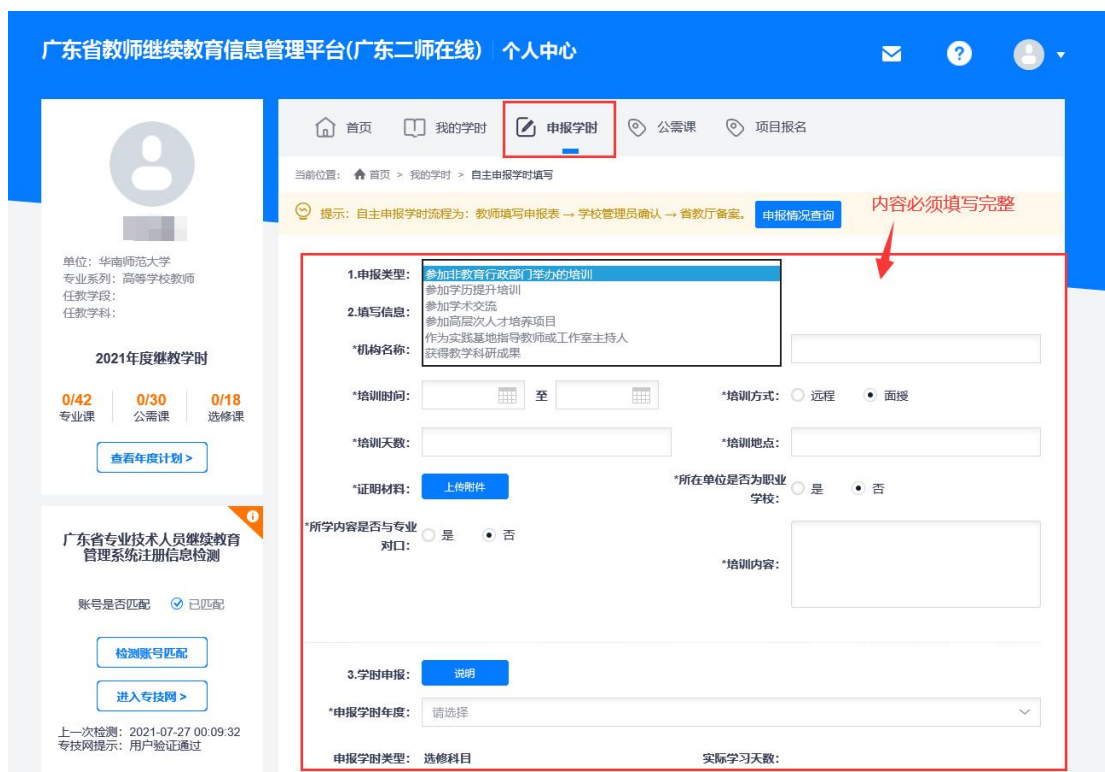 广东省教师继续教育信息管理平台(广东二师在线) 个人中心
首页 我的学时 申报学时 公需课 项目报名
当前位置： 首页 > 我的学时 > 自主申报学时填写
提示：自主申报学时流程为：教师填写申报表 → 学校管理员确认 → 省教厅备案。 申报情况查询
内容必须填写完整
单位：华南师范大学
专业系列：高等学校教师
任教学段：
任教学科：
2021年度继教学时
0/42 0/30 0/18
专业课 公需课 选修课
查看年度计划 >
广东省专业技术人员继续教育
管理系统注册信息检测
账号是否匹配 已匹配
检测账号匹配
进入专技网 >
上一次检测：2021-07-27 00:09:32
专技网提示：用户验证通过
1.申报类型：
参加非教育行政部门举办的培训
参加学历提升培训
参加学术交流
参加高层次人才培养项目
作为实践基地指导教师或工作室主持人
获得教学科研成果
2.填写信息：
*机构名称：
*培训时间： 至 *培训方式： 远程 面授
*培训天数： *培训地点：
*证明材料： 上传附件 *所在单位是否为职业
学校： 是 否
*所学内容是否与专业
对口： 是 否
*培训内容：
3.学时申报： 说明
*申报学时年度： 请选择
申报学时类型： 选修科目 实际学习天数：